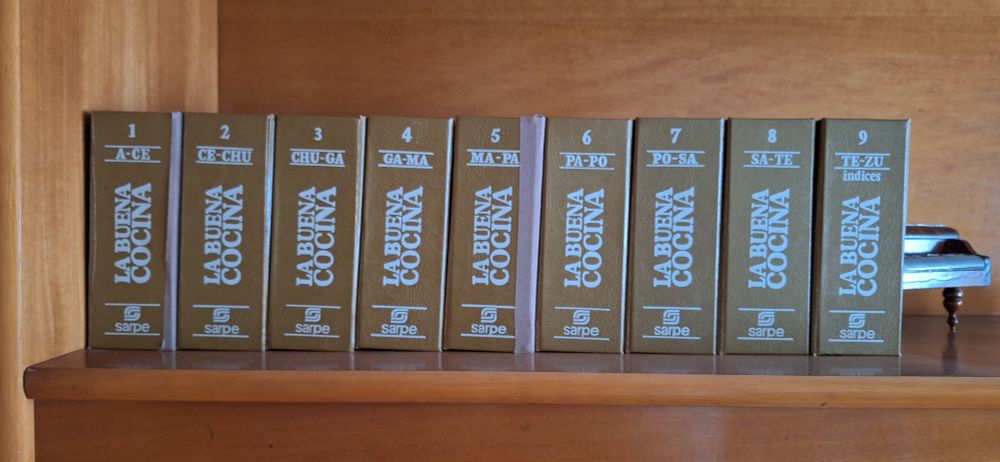 1
A-CE
LA BUENA
COCINA
sarpe
2
CE-CHU
LA BUENA
COCINA
sarpe
3
CHU-GA
LA BUENA
COCINA
sarpe
4
GA-MA
LA BUENA
COCINA
sarpe
5
MA-PA
LA BUENA
COCINA
sarpe
6
PA-PO
LA BUENA
COCINA
sarpe
7
PO-SA
LA BUENA
COCINA
sarpe
8
SA-TE
LA BUENA
COCINA
sarpe
9
TE-ZU
indices
LA BUENA
COCINA
sarpe